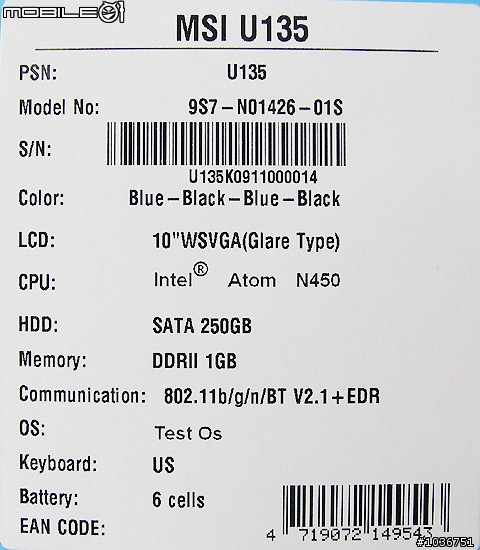 MOBILE01
MSI U135
PSN: U135
Model No: 9S7-N01426-01S
S/N:
U135K0911000014
Color: Blue-Black-Blue-Black
LCD: 10"WSVGA(Glare Type)
CPU: Intel® Atom N450
HDD: SATA 250GB
Memory: DDRII 1GB
Communication: 802.11b/g/n/BT V2.1+EDR
OS: Test Os
Keyboard: US
Battery: 6 cells
EAN CODE: 4 719072 149543
#1036751